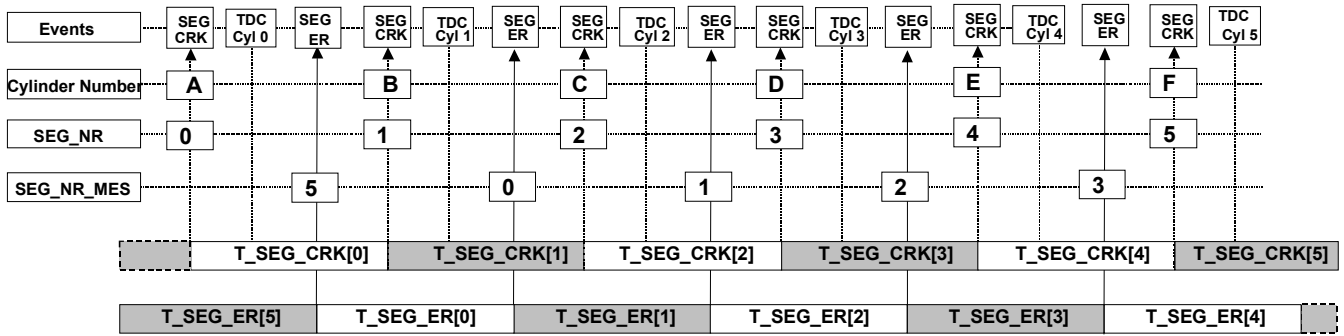 Events
SEG CRK
TDC Cyl 0
SEG ER
SEG CRK
TDC Cyl 1
SEG ER
SEG CRK
TDC Cyl 2
SEG ER
SEG CRK
TDC Cyl 3
SEG ER
SEG CRK
TDC Cyl 4
SEG ER
SEG CRK
TDC Cyl 5
Cylinder Number
A
B
C
D
E
F
SEG_NR
0
1
2
3
4
5
SEG_NR_MES
5
0
1
2
3
T_SEG_CRK[0]
T_SEG_CRK[1]
T_SEG_CRK[2]
T_SEG_CRK[3]
T_SEG_CRK[4]
T_SEG_CRK[5]
T_SEG_ER[5]
T_SEG_ER[0]
T_SEG_ER[1]
T_SEG_ER[2]
T_SEG_ER[3]
T_SEG_ER[4]